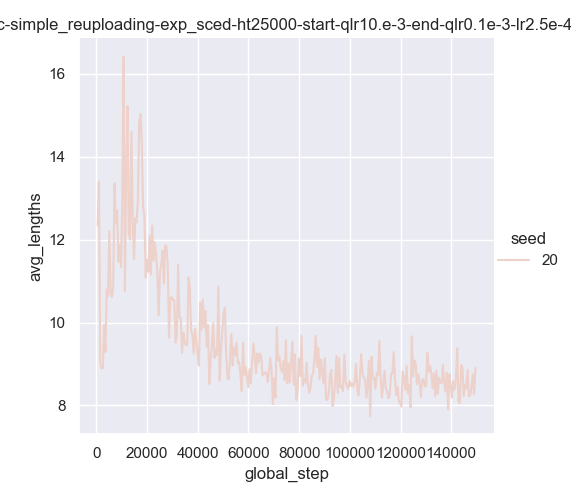 c-simple_reuploading-exp_sced-ht25000-start-qlr10.e-3-end-qlr0.1e-3-lr2.5e-4
16
14
12
10
8
avg_lengths
seed
20
0 20000 40000 60000 80000 100000 120000 140000
global_step